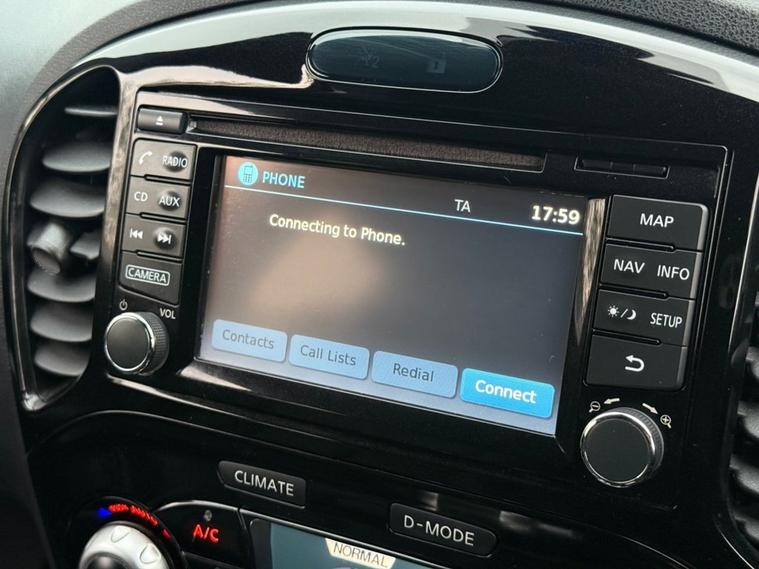 PHONE
TA 17:59
Connecting to Phone.
Contacts Call Lists Redial Connect
RADIO
CD AUX
CAMERA
VOL
MAP
NAV INFO
SETUP
CLIMATE
D-MODE
A/C
NORMAL